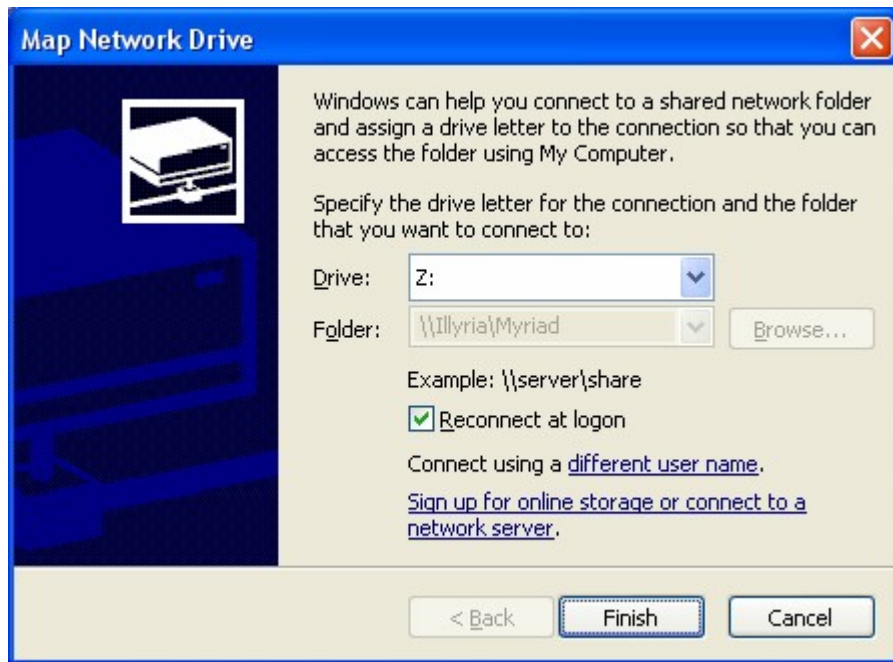 Map Network Drive
Windows can help you connect to a shared network folder
and assign a drive letter to the connection so that you can
access the folder using My Computer.
Specify the drive letter for the connection and the folder
that you want to connect to:
Drive: Z:
Folder: \\Illyria\Myriad Browse...
Example: \\server\share
Reconnect at logon
Connect using a different user name.
Sign up for online storage or connect to a
network server.
< Back Finish Cancel